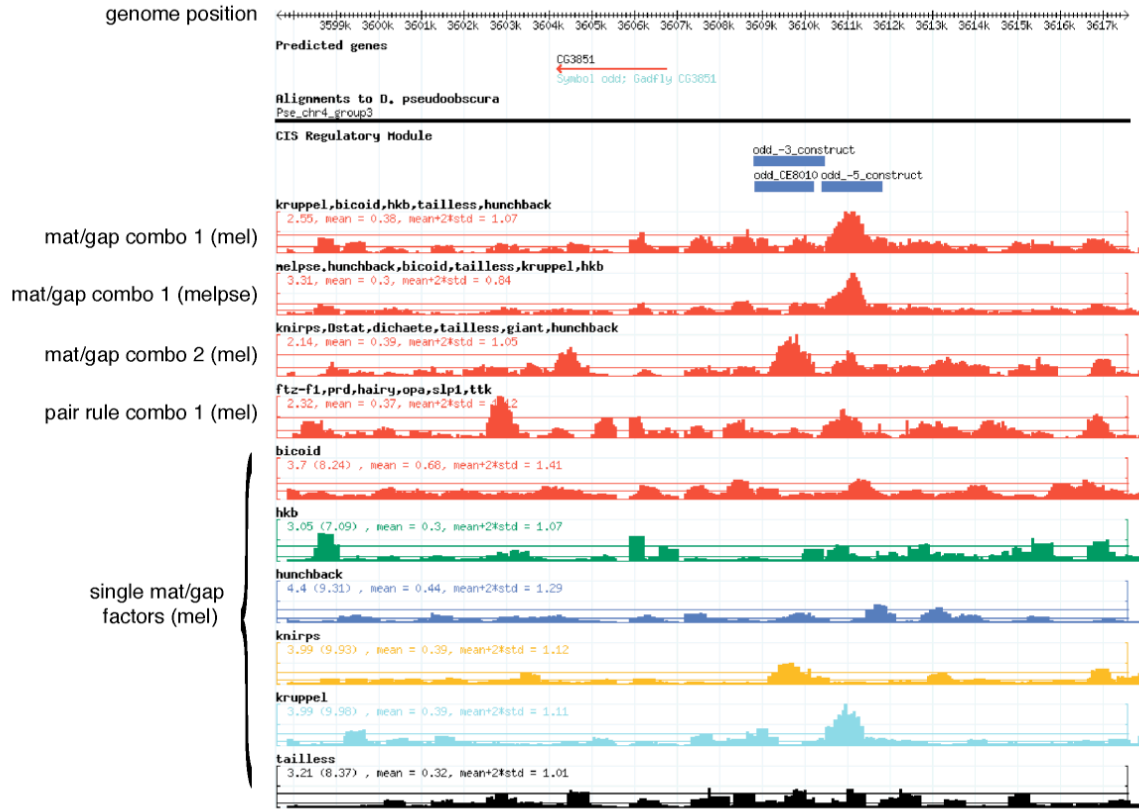 genome position
3599k 3600k 3601k 3602k 3603k 3604k 3605k 3606k 3607k 3608k 3609k 3610k 3611k 3612k 3613k 3614k 3615k 3616k 3617k
Predicted genes
CG3851
Symbol odd; Gadfly CG3851
Alignments to D. pseudoobscura
Pse_chr4_group3
CIS Regulatory Module
odd_-3_construct
odd_CE8010 odd_-5_construct
kruppel,bicoid,hkb,tailless,hunchback
2.55, mean = 0.38, mean+2*std = 1.07
mat/gap combo 1 (mel)
melpse.hunchback,bicoid,tailless,kruppel,hkb
3.31, mean = 0.3, mean+2*std = 0.84
mat/gap combo 1 (melpse)
knirps,Dstat,dichaete,tailless,giant,hunchback
2.14, mean = 0.39, mean+2*std = 1.05
mat/gap combo 2 (mel)
ftz-f1,prd,hairy,opa,slp1,ttk
2.32, mean = 0.37, mean+2*std = 1.12
pair rule combo 1 (mel)
bicoid
3.7 (8.24) , mean = 0.68, mean+2*std = 1.41
hkb
3.05 (7.09) , mean = 0.3, mean+2*std = 1.07
hunchback
4.4 (9.31) , mean = 0.44, mean+2*std = 1.29
single mat/gap
factors (mel)
knirps
3.99 (9.93) , mean = 0.39, mean+2*std = 1.12
kruppel
3.99 (9.98) , mean = 0.39, mean+2*std = 1.11
tailless
3.21 (8.37) , mean = 0.32, mean+2*std = 1.01